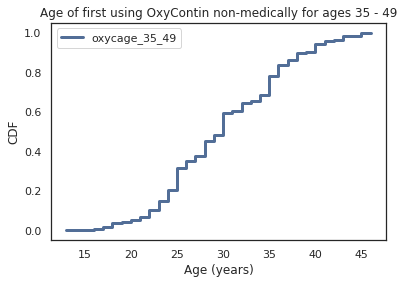 Age of first using OxyContin non-medically for ages 35 - 49
oxycage_35_49
1.0
0.8
0.6
0.4
0.2
0.0
CDF
15 20 25 30 35 40 45
Age (years)